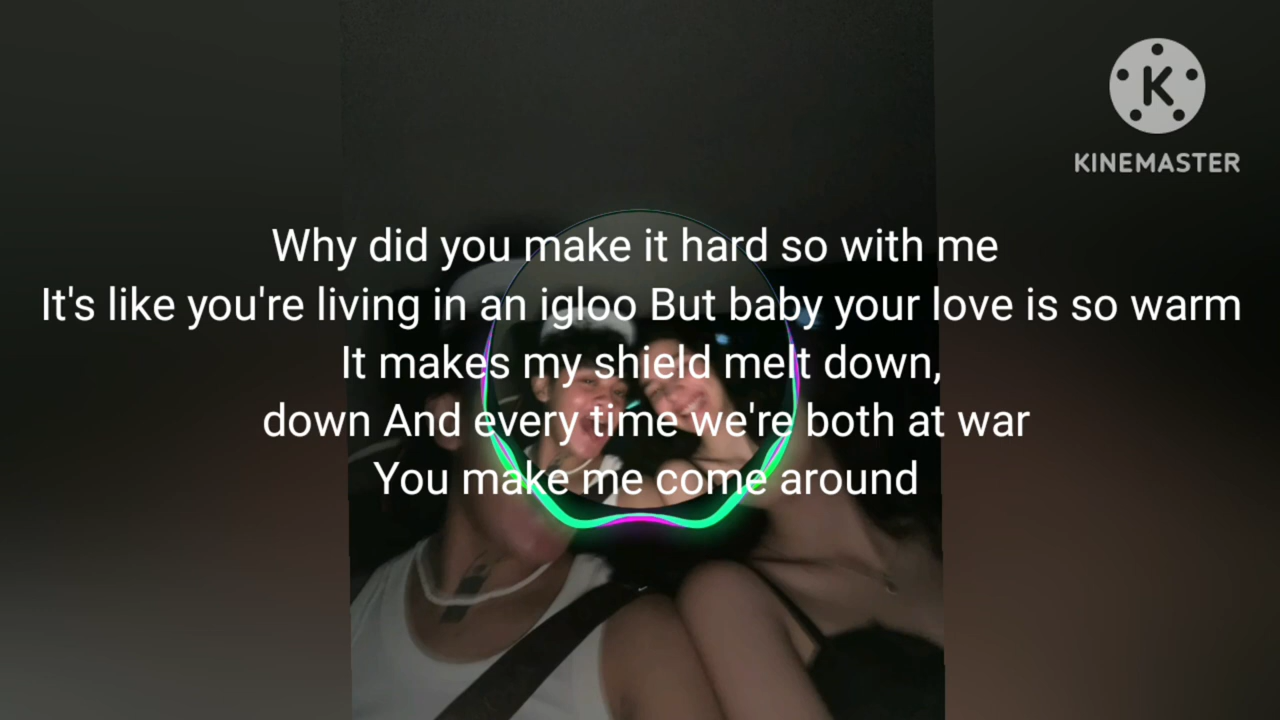 KINEMASTER
Why did you make it hard so with me
It's like you're living in an igloo But baby your love is so warm
It makes my shield melt down,
down And every time we're both at war
You make me come around